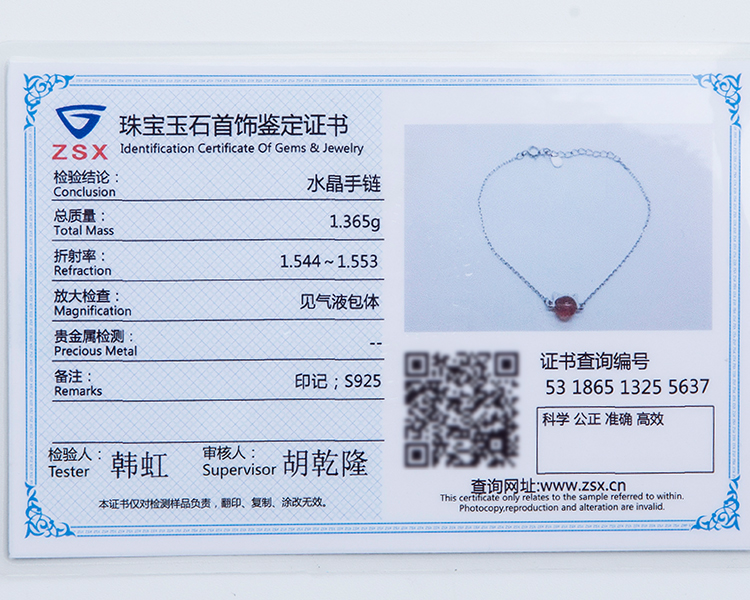 ZSX
珠宝玉石首饰鉴定证书
Identification Certificate Of Gems & Jewelry
检验结论：
Conclusion
水晶手链
总质量：
Total Mass
1.365g
折射率：
Refraction
1.544～1.553
放大检查：
Magnification
见气液包体
贵金属检测：
Precious Metal
--
备注：
Remarks
印记；S925
检验人：
Tester
韩虹
审核人：
Supervisor
胡乾隆
本证书仅对检测样品负责，翻印、复制、涂改无效。
证书查询编号
53 1865 1325 5637
科学 公正 准确 高效
查询网址:www.zsx.cn
This certificate only relates to the sample referred to within.
Photocopy,reproduction and alteration are invalid.